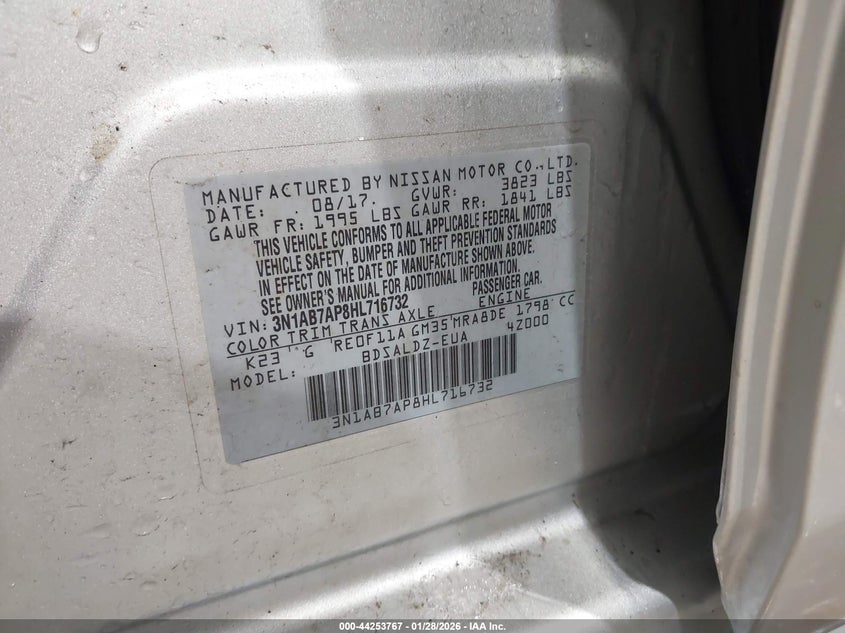 MANUFACTURED BY NISSAN MOTOR CO.,LTD.
DATE: 08/17. GVWR: 3823 LBS
GAWR FR: 1995 LBS GAWR RR: 1841 LBS
THIS VEHICLE CONFORMS TO ALL APPLICABLE FEDERAL MOTOR
VEHICLE SAFETY, BUMPER AND THEFT PREVENTION STANDARDS
IN EFFECT ON THE DATE OF MANUFACTURE SHOWN ABOVE.
SEE OWNER'S MANUAL FOR ADDITIONAL INFORMATION.
VIN: 3N1AB7AP8HL716732 PASSENGER CAR.
COLOR TRIM TRANS AXLE ENGINE
K23 G RE0F11A GM35 MRA8DE 1798 CC
MODEL: BDSALDZ-EUA 4Z000
3N1AB7AP8HL716732
000-44253767 - 01/28/2026 - IAA Inc.